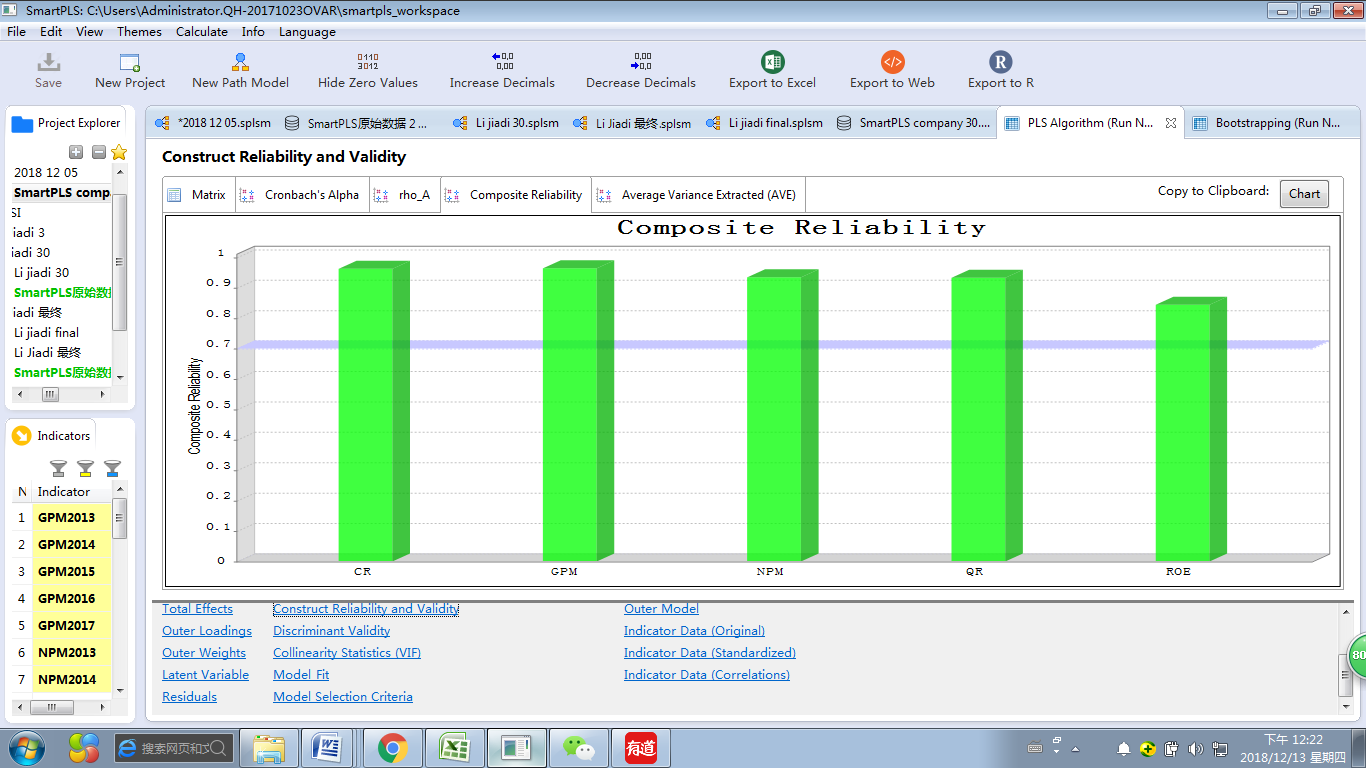 SmartPLS: C:\Users\Administrator.QH-20171023OVAR\smartpls_workspace
File Edit View Themes Calculate Info Language
Save New Project New Path Model Hide Zero Values Increase Decimals Decrease Decimals Export to Excel Export to Web Export to R
Project Explorer
2018 12 05
SmartPLS comp
SI
iadi 3
iadi 30
Li jiadi 30
SmartPLS原始数据
iadi 最终
Li jiadi final
Li Jiadi 最终
SmartPLS原始数据
Indicators
N Indicator
1 GPM2013
2 GPM2014
3 GPM2015
4 GPM2016
5 GPM2017
6 NPM2013
7 NPM2014
*2018 12 05.splsm SmartPLS原始数据 2 ... Li jiadi 30.splsm Li Jiadi 最终.splsm Li jiadi final.splsm SmartPLS company 30.... PLS Algorithm (Run N... Bootstrapping (Run N...
Construct Reliability and Validity
Matrix Cronbach's Alpha rho_A Composite Reliability Average Variance Extracted (AVE) Copy to Clipboard: Chart
Composite Reliability
Composite Reliability
1
0.9
0.8
0.7
0.6
0.5
0.4
0.3
0.2
0.1
0
CR GPM NPM QR ROE
Total Effects Construct Reliability and Validity Outer Model
Outer Loadings Discriminant Validity Indicator Data (Original)
Outer Weights Collinearity Statistics (VIF) Indicator Data (Standardized)
Latent Variable Model Fit Indicator Data (Correlations)
Residuals Model Selection Criteria
80
搜索网页和文
有道
下午 12:22
2018/12/13 星期四